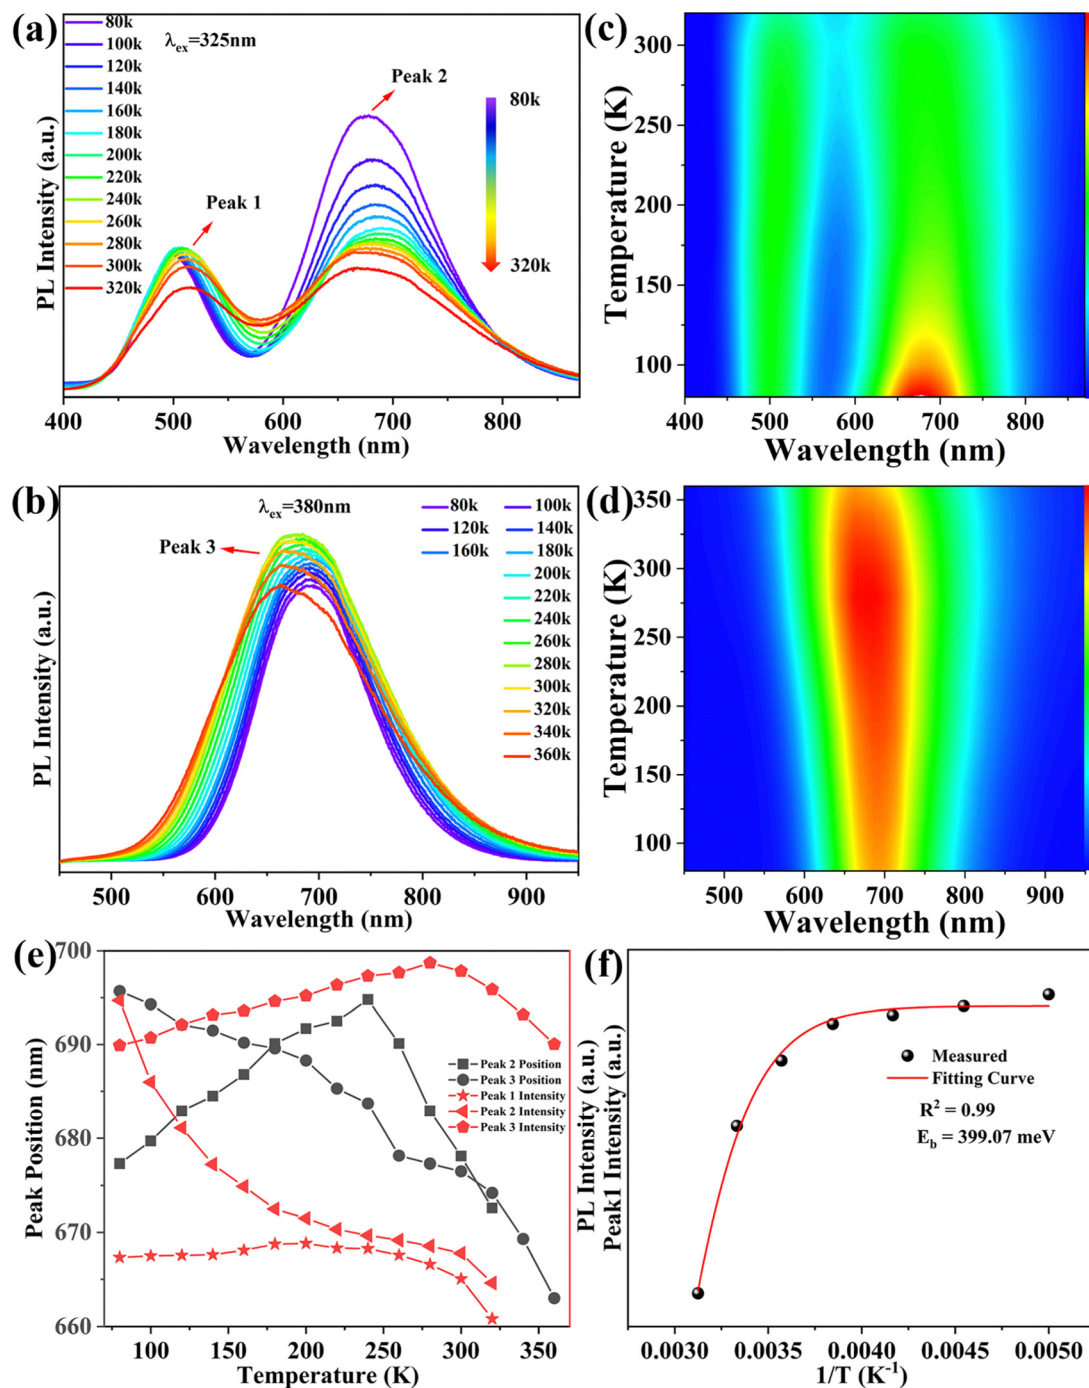 (a)
λex=325nm
80k
100k
120k
140k
160k
180k
200k
220k
240k
260k
280k
300k
320k
Peak 1
Peak 2
80k
320k
PL Intensity (a.u.)
400 500 600 700 800
Wavelength (nm)
(c)
Temperature (K)
300
250
200
150
100
400 500 600 700 800
Wavelength (nm)
(b)
λex=380nm
Peak 3
80k 100k
120k 140k
160k 180k
200k
220k
240k
260k
280k
300k
320k
340k
360k
PL Intensity (a.u.)
500 600 700 800 900
Wavelength (nm)
(d)
Temperature (K)
350
300
250
200
150
100
500 600 700 800 900
Wavelength (nm)
(e)
Peak Position (nm)
700
690
680
670
660
Peak 2 Position
Peak 3 Position
Peak 1 Intensity
Peak 2 Intensity
Peak 3 Intensity
100 150 200 250 300 350
Temperature (K)
PL Intensity (a.u.)
(f)
Peak1 Intensity (a.u.)
Measured
Fitting Curve
R² = 0.99
Eb = 399.07 meV
0.0030 0.0035 0.0040 0.0045 0.0050
1/T (K⁻¹)